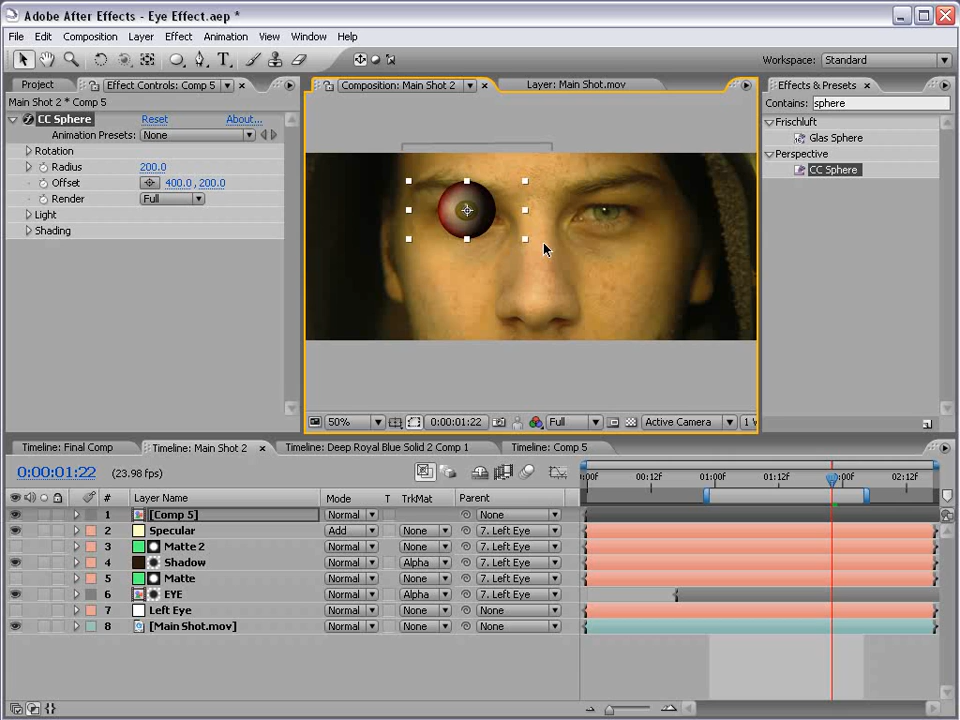 Adobe After Effects - Eye Effect.aep *
File Edit Composition Layer Effect Animation View Window Help
Workspace: Standard
Project Effect Controls: Comp 5 Composition: Main Shot 2 Layer: Main Shot.mov Effects & Presets
Main Shot 2 * Comp 5 Contains: sphere
CC Sphere Reset About... Frischluft
Animation Presets: None Glas Sphere
Rotation Perspective
Radius 200.0 CC Sphere
Offset 400.0 , 200.0
Render Full
Light
Shading
50% 0:00:01:22 Full Active Camera 1 V
Timeline: Final Comp Timeline: Main Shot 2 Timeline: Deep Royal Blue Solid 2 Comp 1 Timeline: Comp 5
0:00:01:22 (23.98 fps) :00f 00:12f 01:00f 01:12f 00f 02:12f
# Layer Name Mode T TrkMat Parent
1 [Comp 5] Normal None
2 Specular Add None 7. Left Eye
3 Matte 2 Normal None 7. Left Eye
4 Shadow Normal Alpha 7. Left Eye
5 Matte Normal None 7. Left Eye
6 EYE Normal Alpha 7. Left Eye
7 Left Eye Normal None None
8 [Main Shot.mov] Normal None None